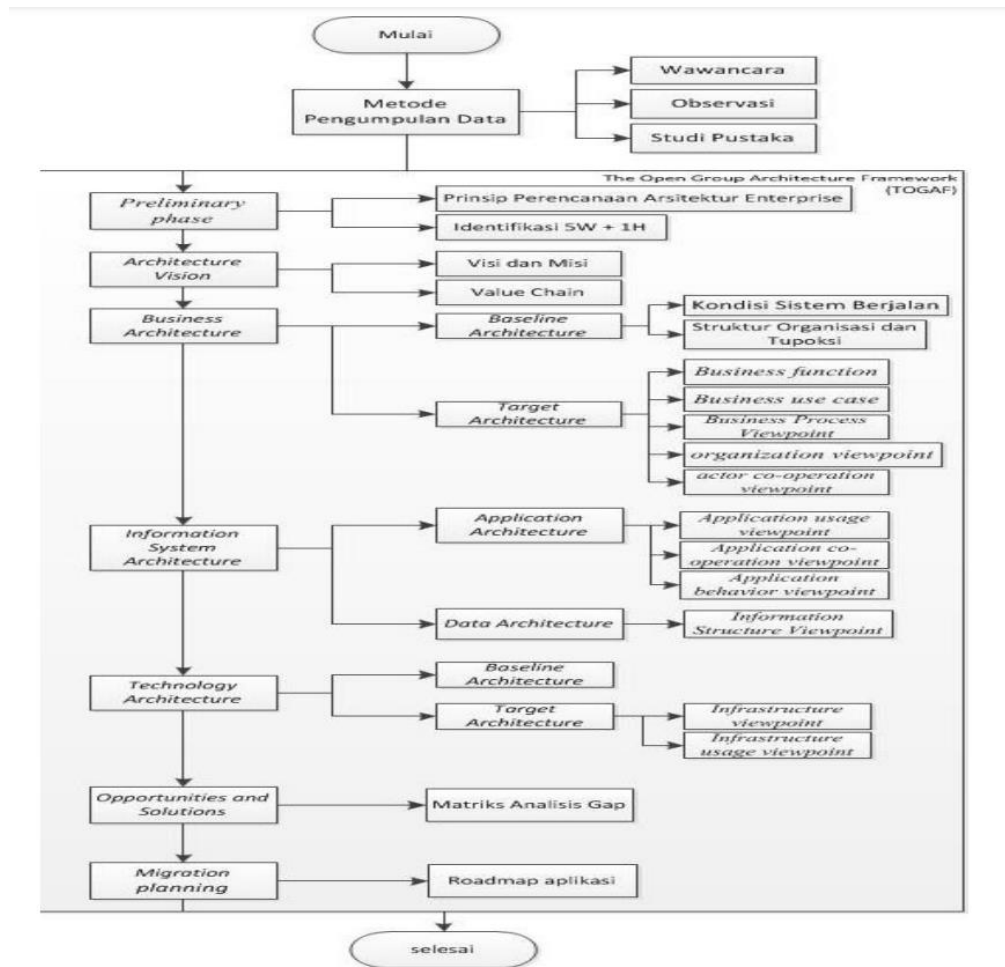 Mulai
Metode
Pengumpulan Data
Wawancara
Observasi
Studi Pustaka
The Open Group Architecture Framework
(TOGAF)
Preliminary
phase
Prinsip Perencanaan Arsitektur Enterprise
Identifikasi 5W + 1H
Architecture
Vision
Visi dan Misi
Value Chain
Business
Architecture
Baseline
Architecture
Kondisi Sistem Berjalan
Struktur Organisasi dan
Tupoksi
Target
Architecture
Business function
Business use case
Business Process
Viewpoint
organization viewpoint
actor co-operation
viewpoint
Information
System
Architecture
Application
Architecture
Application usage
viewpoint
Application co-
operation viewpoint
Application
behavior viewpoint
Data Architecture
Information
Structure Viewpoint
Technology
Architecture
Baseline
Architecture
Target
Architecture
Infrastructure
viewpoint
Infrastructure
usage viewpoint
Opportunities and
Solutions
Matriks Analisis Gap
Migration
planning
Roadmap aplikasi
selesai